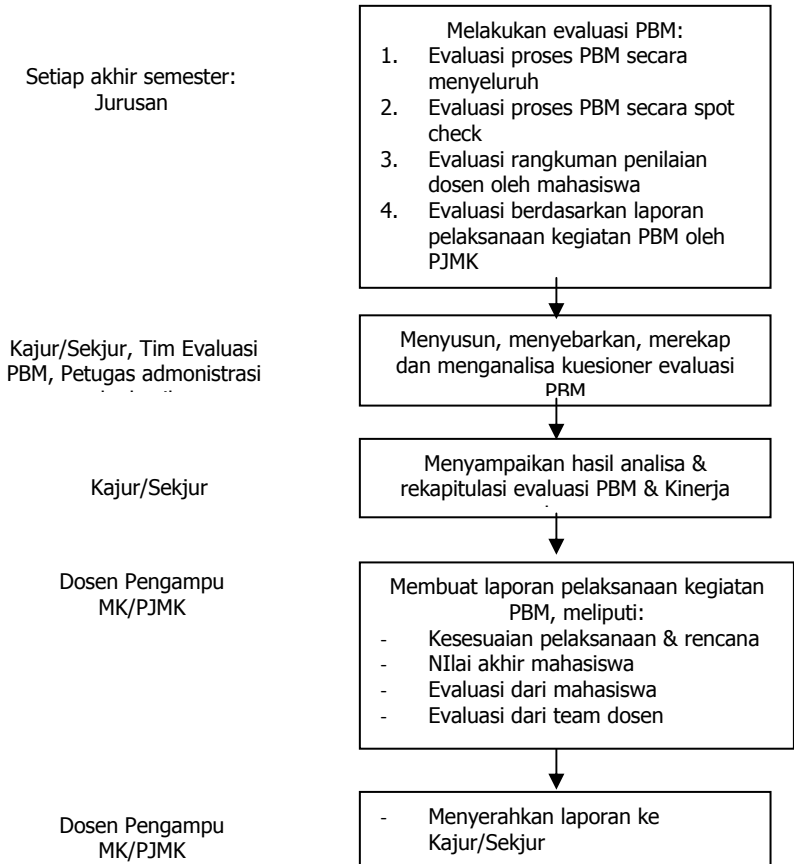 Setiap akhir semester:
Jurusan
Melakukan evaluasi PBM:
1. Evaluasi proses PBM secara
menyeluruh
2. Evaluasi proses PBM secara spot
check
3. Evaluasi rangkuman penilaian
dosen oleh mahasiswa
4. Evaluasi berdasarkan laporan
pelaksanaan kegiatan PBM oleh
PJMK
Kajur/Sekjur, Tim Evaluasi
PBM, Petugas admonistrasi
Menyusun, menyebarkan, merekap
dan menganalisa kuesioner evaluasi
PBM
Kajur/Sekjur
Menyampaikan hasil analisa &
rekapitulasi evaluasi PBM & Kinerja
Dosen Pengampu
MK/PJMK
Membuat laporan pelaksanaan kegiatan
PBM, meliputi:
- Kesesuaian pelaksanaan & rencana
- NIlai akhir mahasiswa
- Evaluasi dari mahasiswa
- Evaluasi dari team dosen
Dosen Pengampu
MK/PJMK
- Menyerahkan laporan ke
Kajur/Sekjur